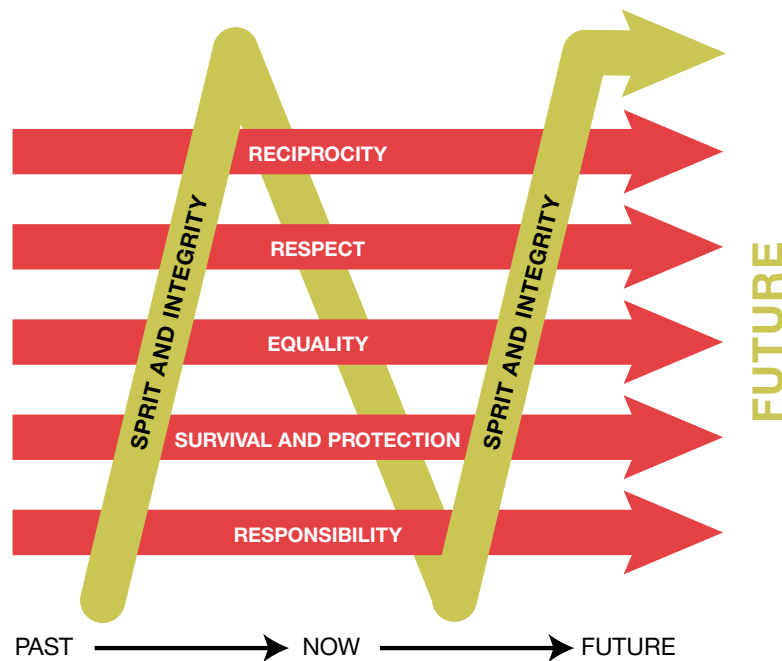 RECIPROCITY
RESPECT
EQUALITY
SURVIVAL AND PROTECTION
RESPONSIBILITY
SPRIT AND INTEGRITY
SPRIT AND INTEGRITY
FUTURE
PAST
NOW
FUTURE